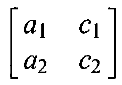 [ a₁ c₁
a₂ c₂ ]